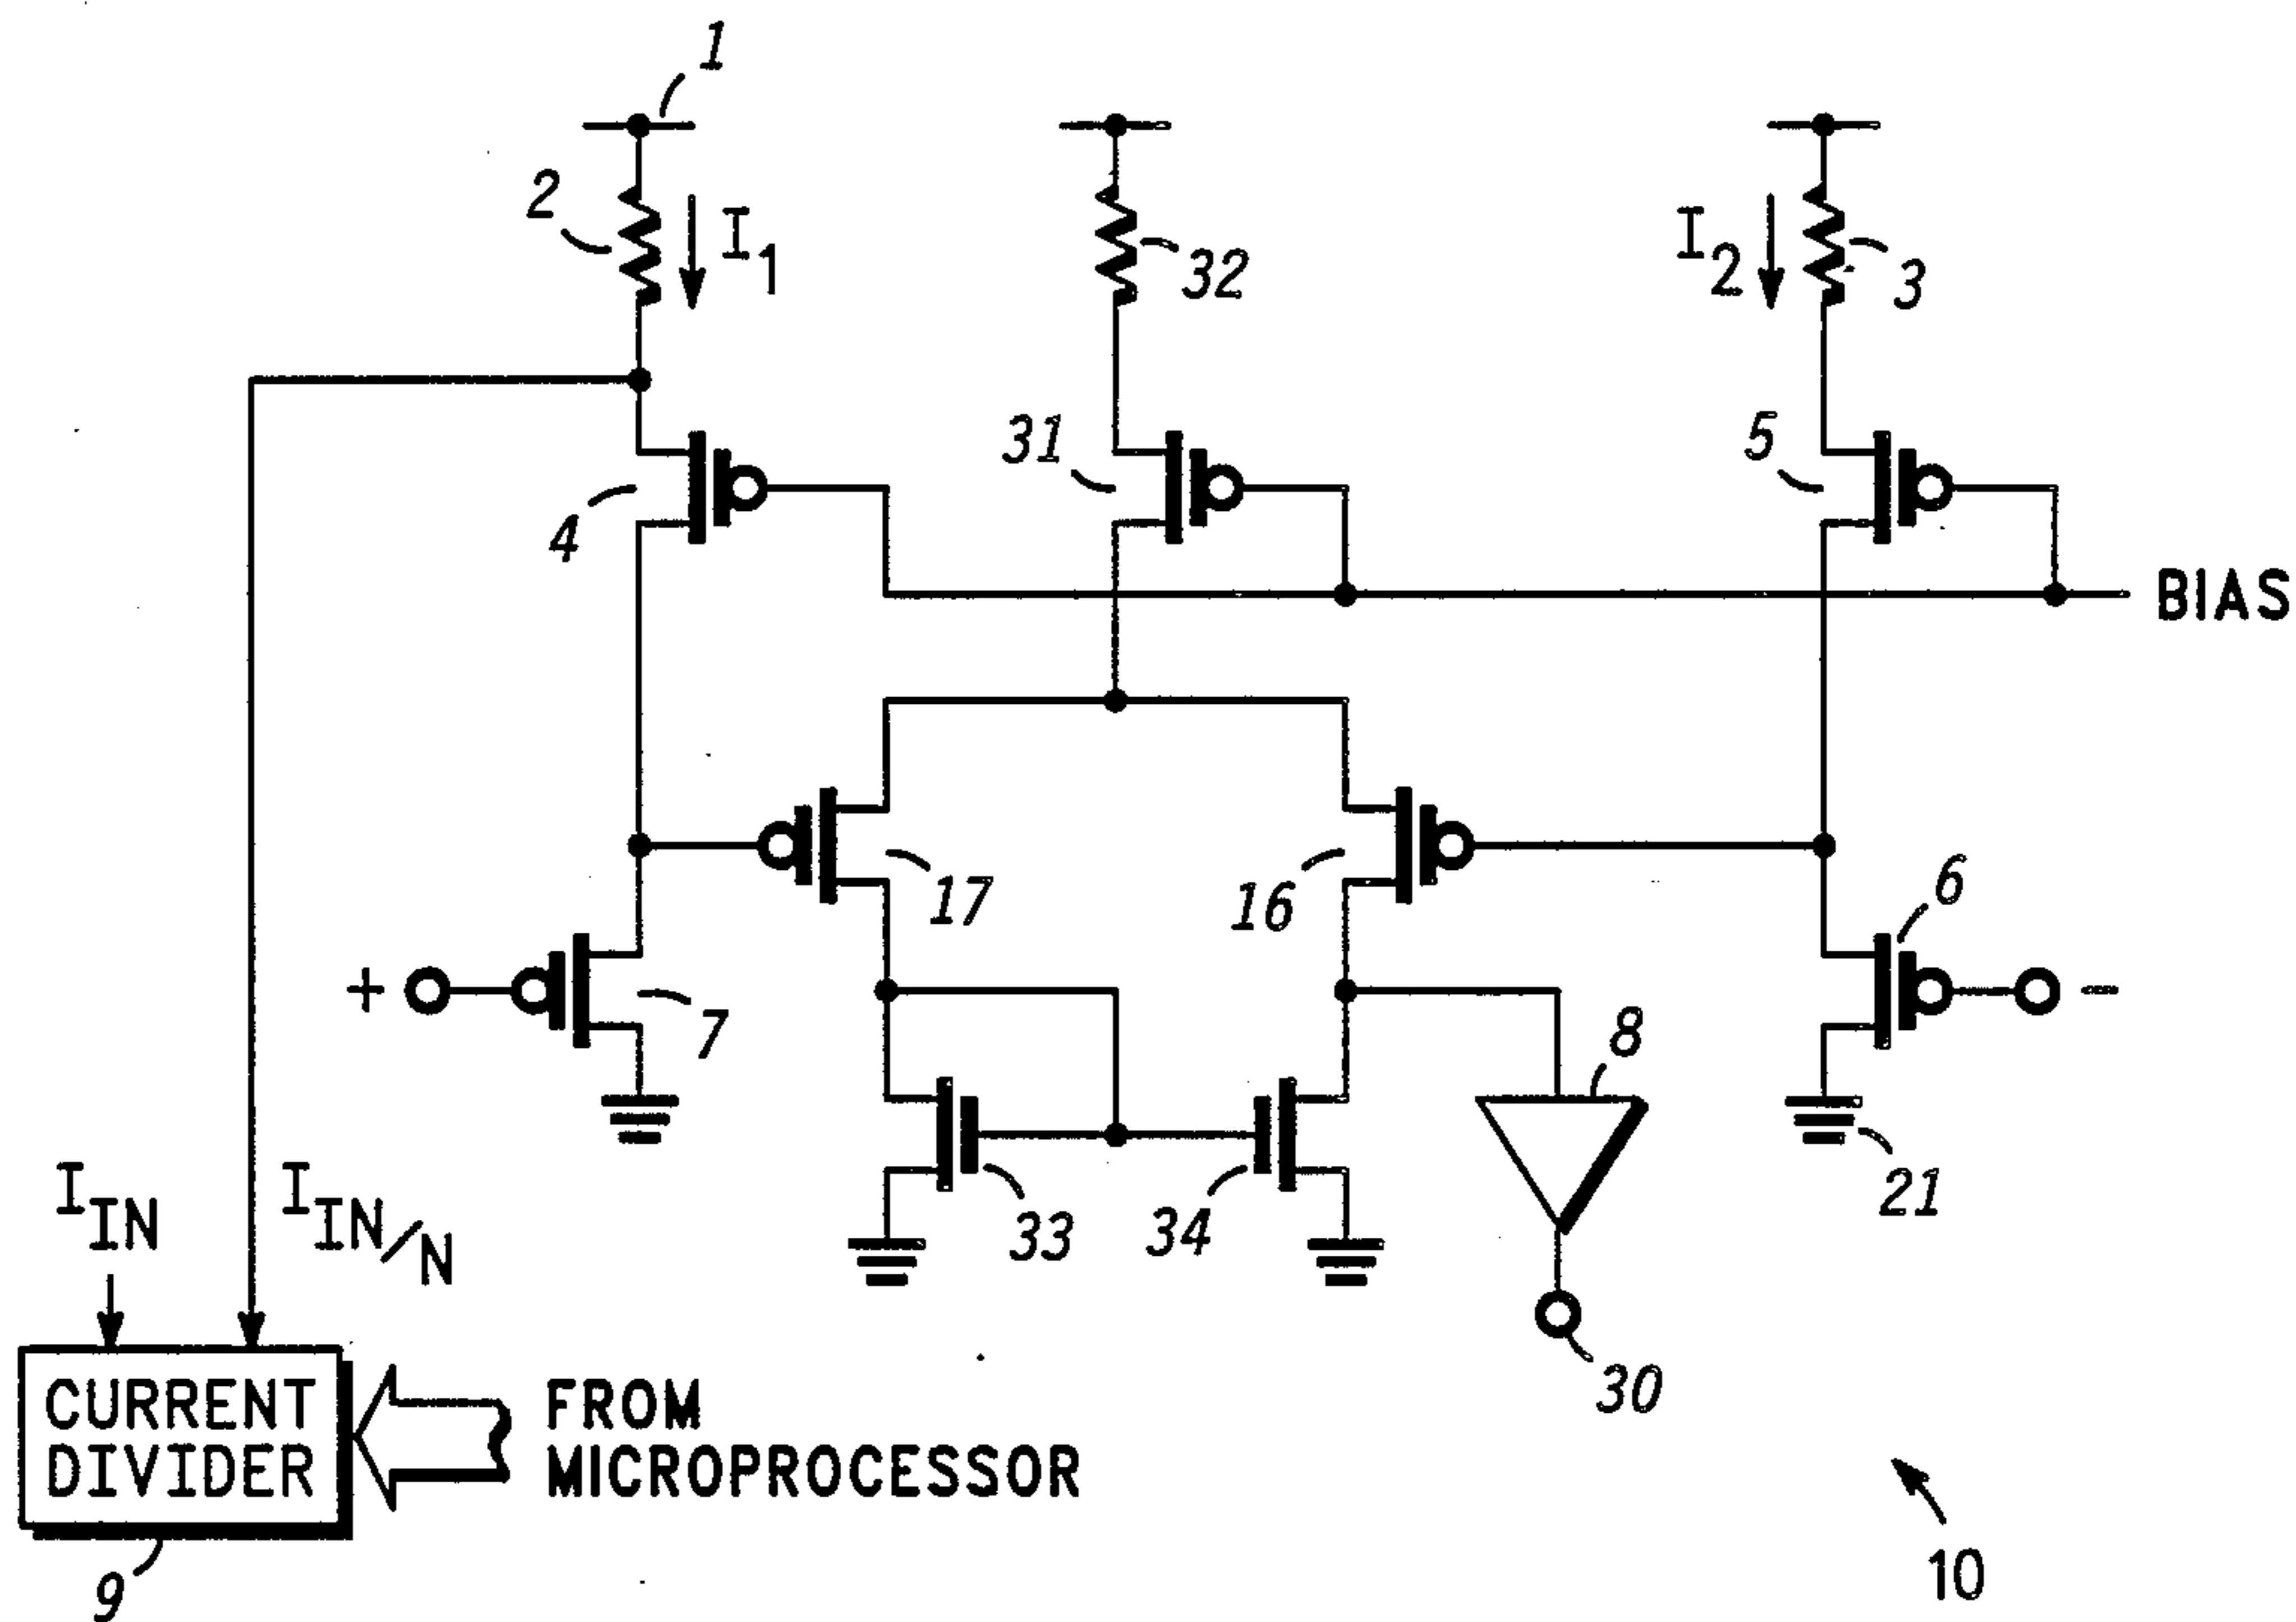 1
2
I1
32
I2
3
31
5
4
BIAS
17
16
6
+
-
7
8
IIN
IIN/N
33
34
21
30
CURRENT
DIVIDER
FROM
MICROPROCESSOR
9
10